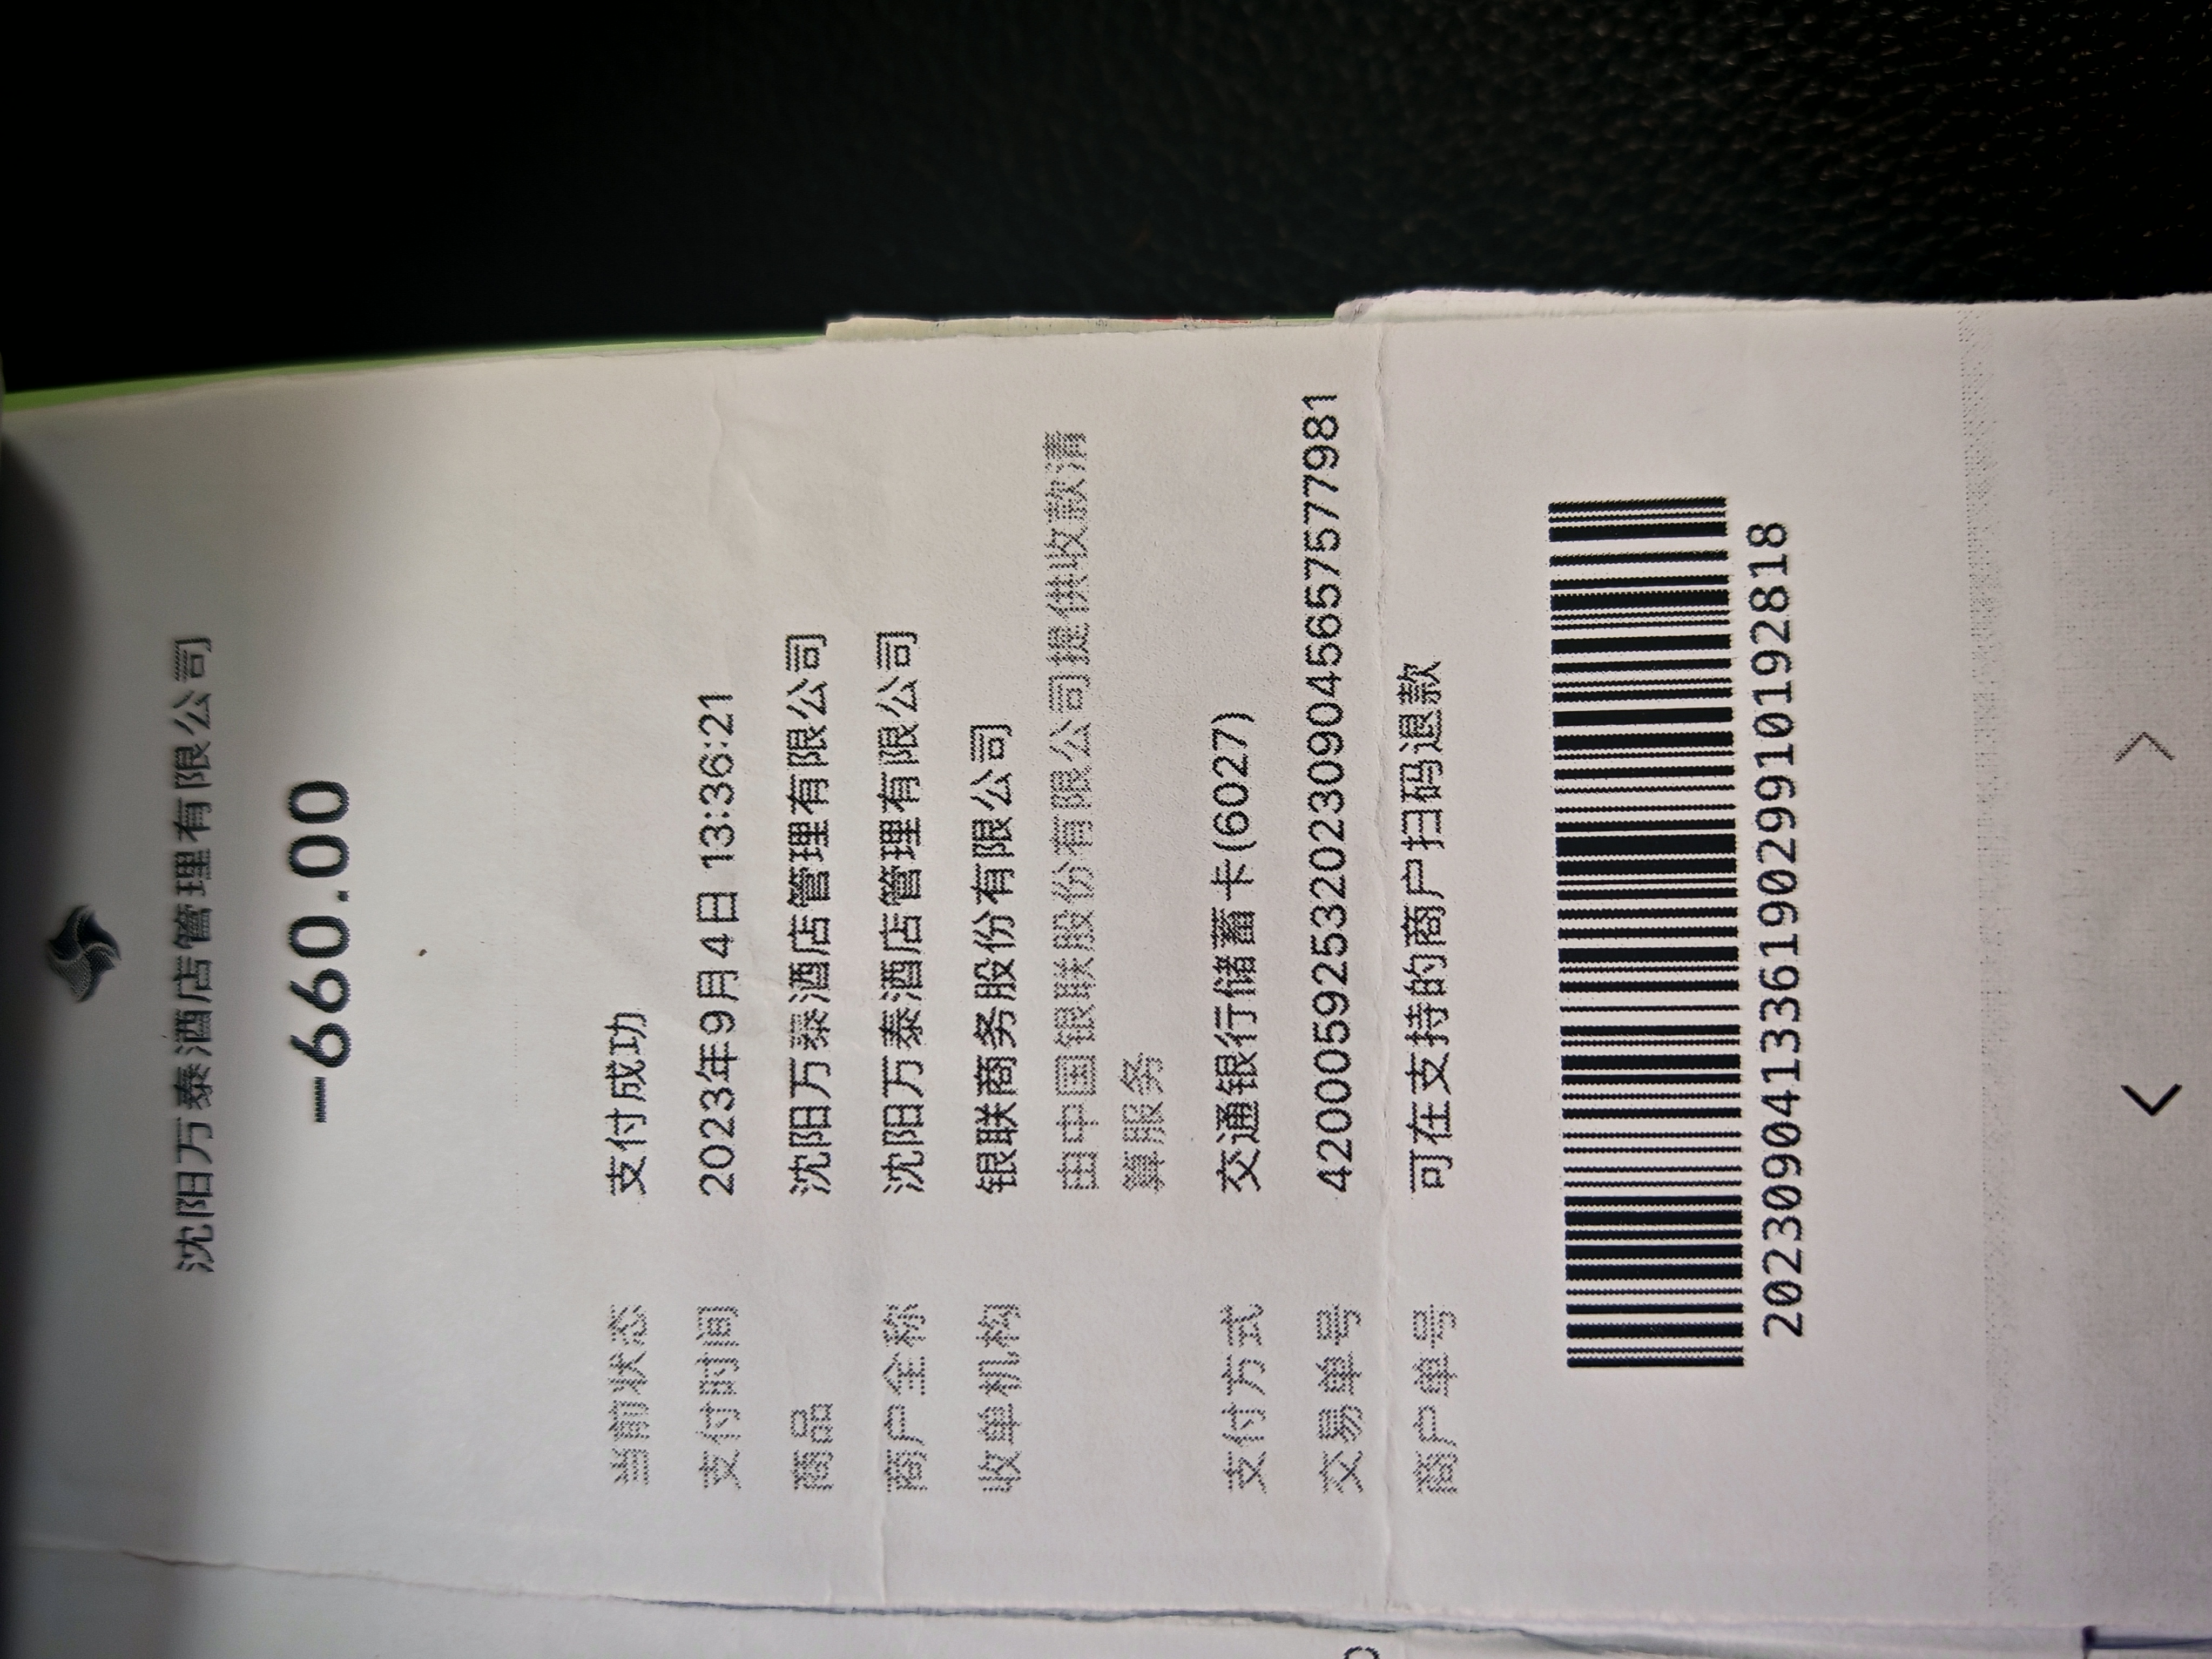 沈阳万泰酒店管理有限公司
-660.00
当前状态 支付成功
支付时间 2023年9月4日 13:36:21
商品 沈阳万泰酒店管理有限公司
商户全称 沈阳万泰酒店管理有限公司
收单机构 银联商务股份有限公司
由中国银联股份有限公司提供收款清
算服务
支付方式 交通银行储蓄卡(6027)
交易单号 4200059253202309045657577981
商户单号 可在支持的商户扫码退款
20230904133619029910192818